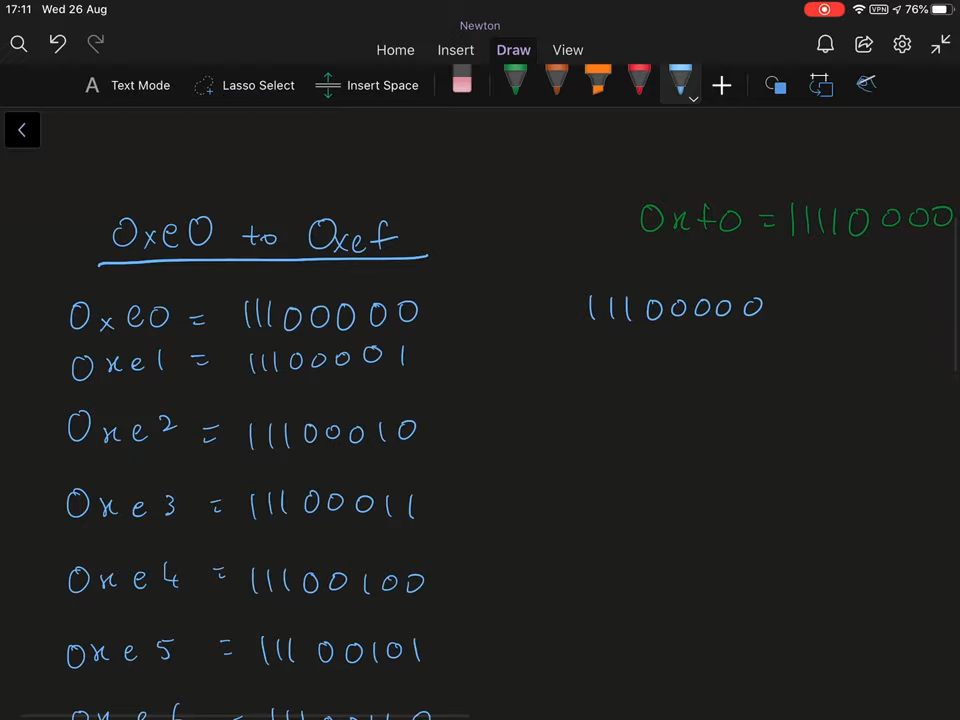 17:11 Wed 26 Aug
VPN 76%
Newton
Home Insert Draw View
Text Mode Lasso Select Insert Space
0xe0 to 0xef
0xf0 = 11110000
0xe0 = 11100000
11100000
0xe1 = 11100001
0xe2 = 11100010
0xe3 = 11100011
0xe4 = 11100100
0xe5 = 11100101